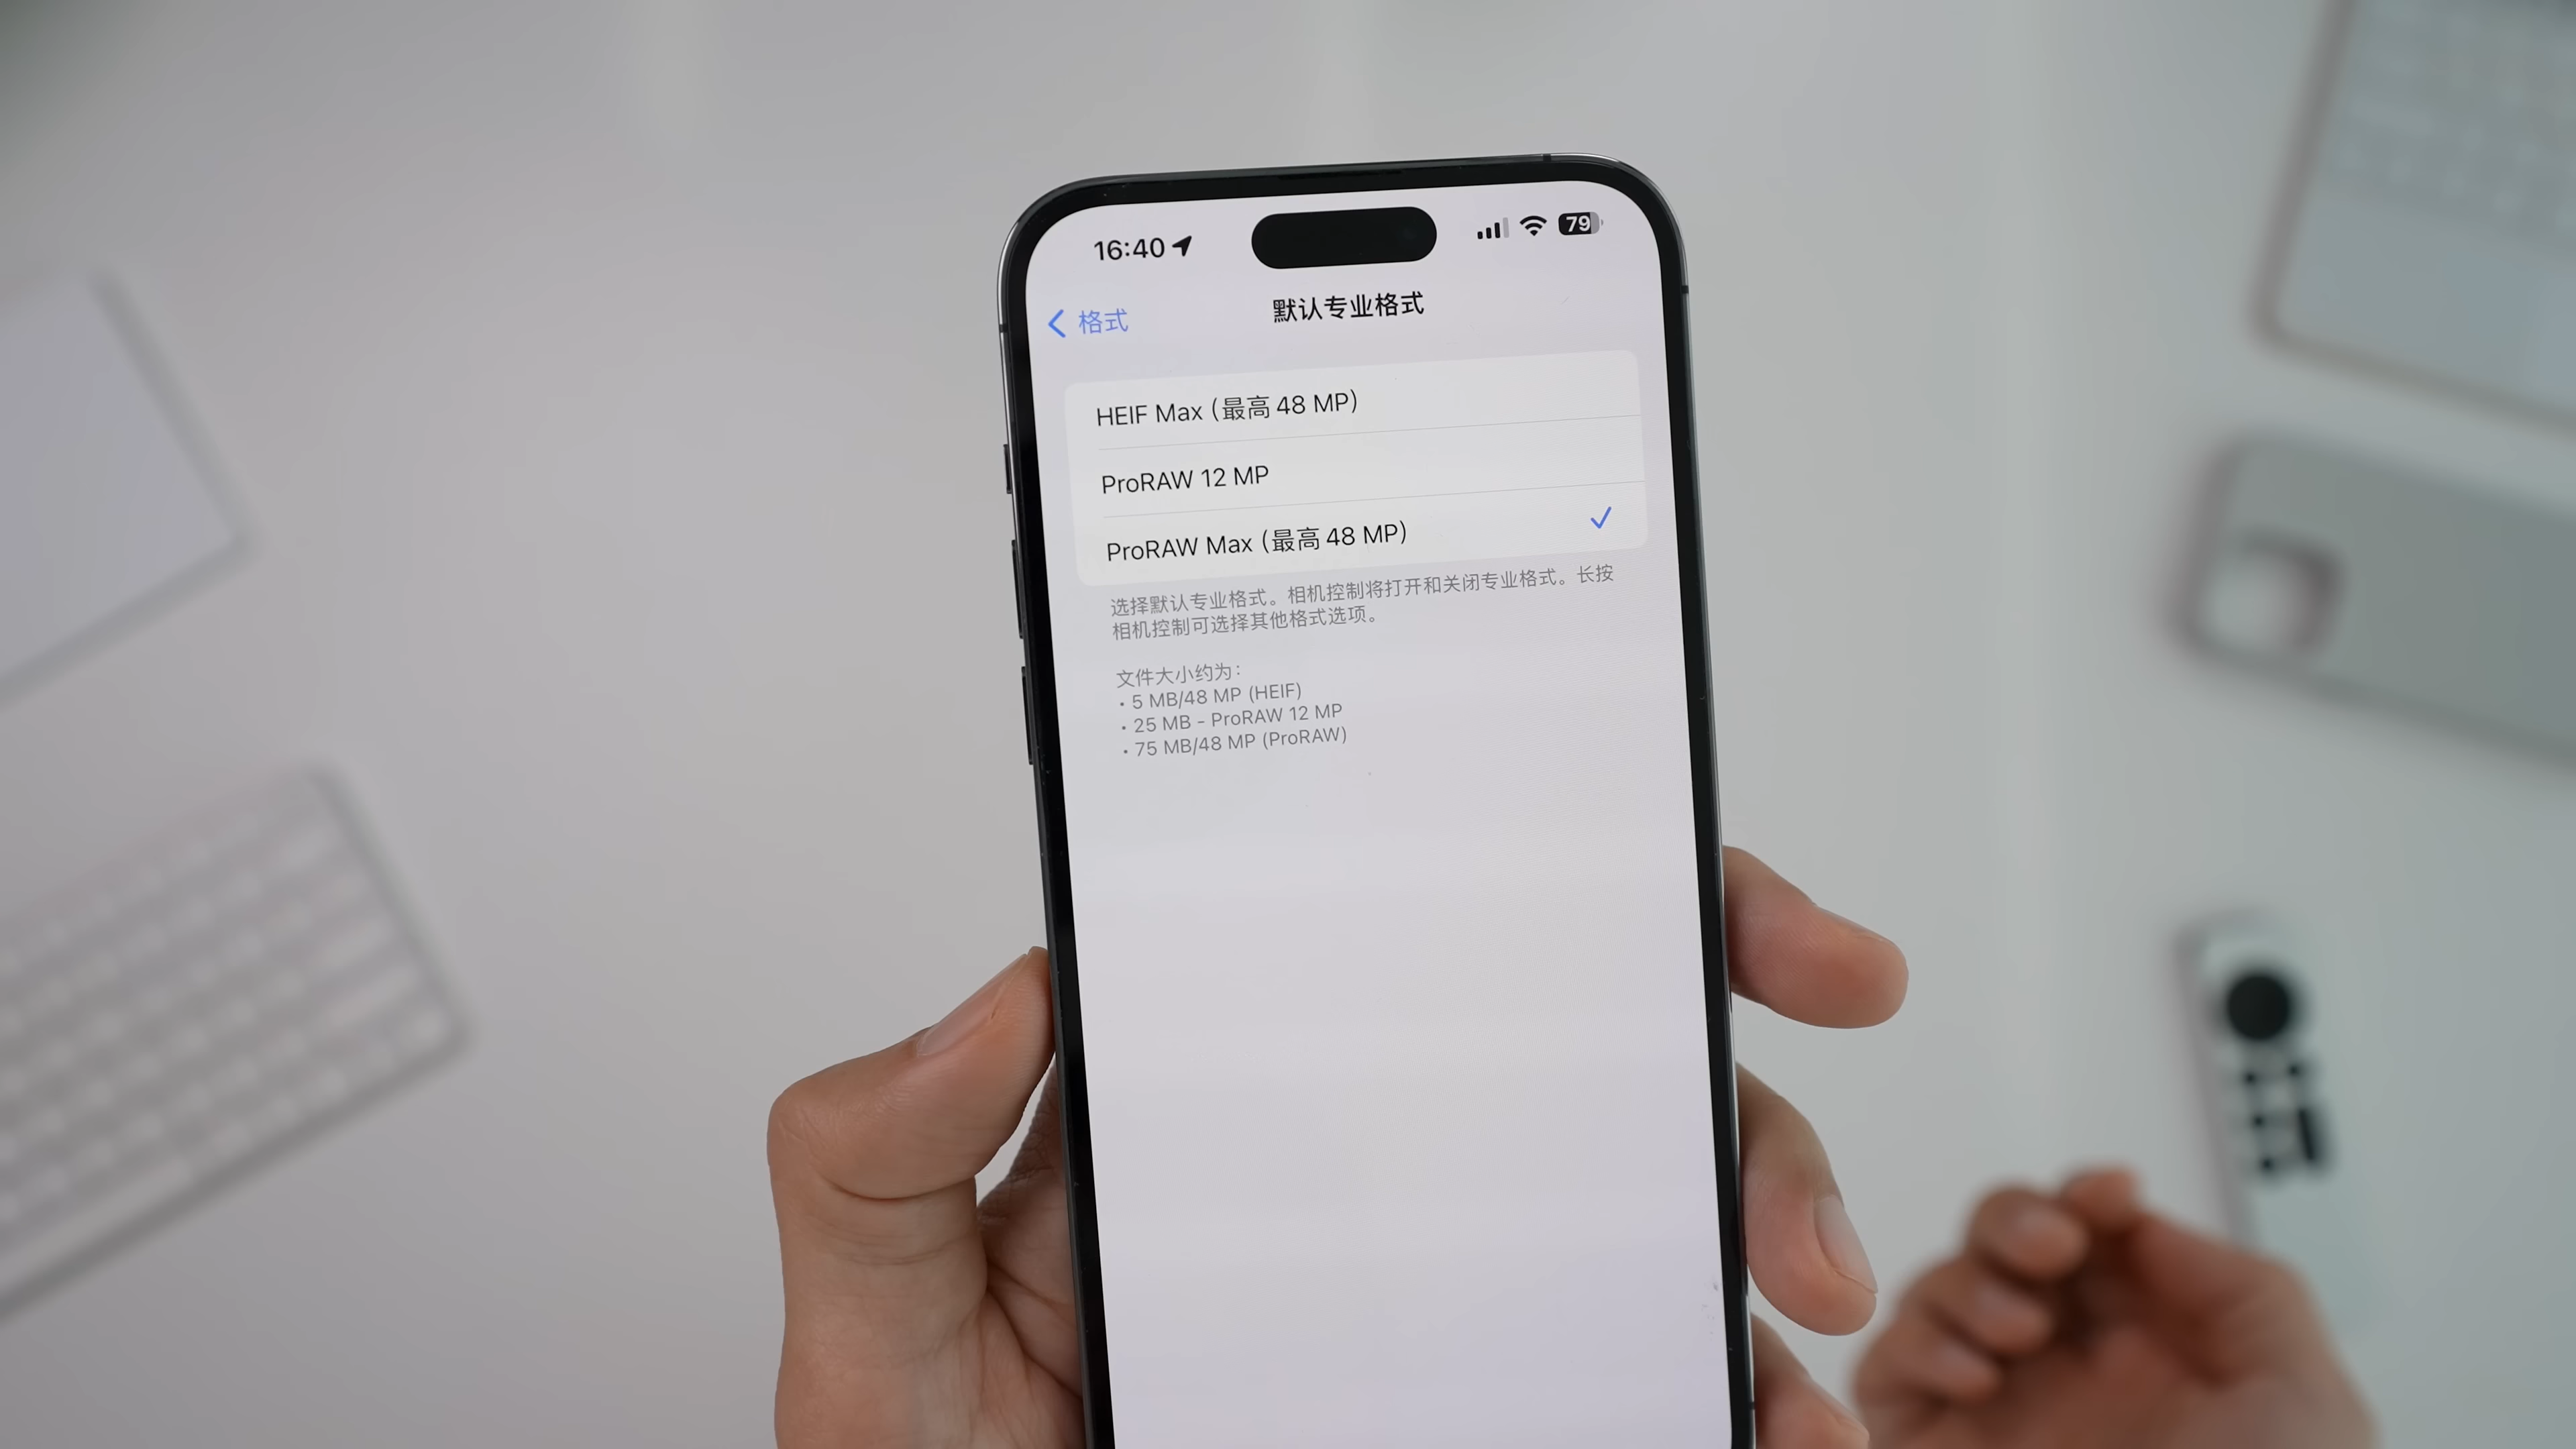 16:40
79
格式
默认专业格式
HEIF Max (最高 48 MP)
ProRAW 12 MP
ProRAW Max (最高 48 MP)
选择默认专业格式。相机控制将打开和关闭专业格式。长按
相机控制可选择其他格式选项。
文件大小约为：
• 5 MB/48 MP (HEIF)
• 25 MB - ProRAW 12 MP
• 75 MB/48 MP (ProRAW)